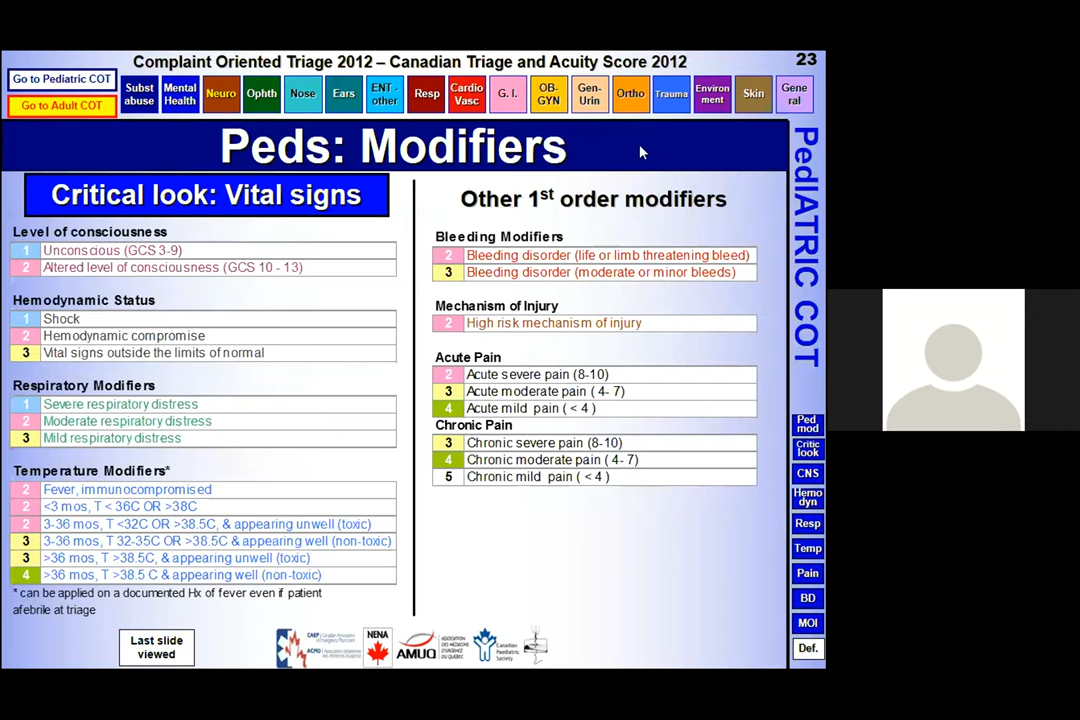 Complaint Oriented Triage 2012 – Canadian Triage and Acuity Score 2012
23
Go to Pediatric COT
Go to Adult COT
Subst
abuse
Mental
Health
Neuro
Ophth
Nose
Ears
ENT -
other
Resp
Cardio
Vasc
G. I.
OB-
GYN
Gen-
Urin
Ortho
Trauma
Environ
ment
Skin
Gene
ral
Peds: Modifiers
Critical look: Vital signs
Level of consciousness
1 Unconscious (GCS 3-9)
2 Altered level of consciousness (GCS 10 - 13)
Hemodynamic Status
1 Shock
2 Hemodynamic compromise
3 Vital signs outside the limits of normal
Respiratory Modifiers
1 Severe respiratory distress
2 Moderate respiratory distress
3 Mild respiratory distress
Temperature Modifiers*
2 Fever, immunocompromised
2 <3 mos, T < 36C OR >38C
2 3-36 mos, T <32C OR >38.5C, & appearing unwell (toxic)
3 3-36 mos, T 32-35C OR >38.5C & appearing well (non-toxic)
3 >36 mos, T >38.5C, & appearing unwell (toxic)
4 >36 mos, T >38.5 C & appearing well (non-toxic)
* can be applied on a documented Hx of fever even if patient
afebrile at triage
Other 1st order modifiers
Bleeding Modifiers
2 Bleeding disorder (life or limb threatening bleed)
3 Bleeding disorder (moderate or minor bleeds)
Mechanism of Injury
2 High risk mechanism of injury
Acute Pain
2 Acute severe pain (8-10)
3 Acute moderate pain ( 4- 7)
4 Acute mild pain ( < 4 )
Chronic Pain
3 Chronic severe pain (8-10)
4 Chronic moderate pain ( 4- 7)
5 Chronic mild pain ( < 4 )
PedIATRIC COT
Ped
mod
Critic
look
CNS
Hemo
dyn
Resp
Temp
Pain
BD
MOI
Def.
Last slide
viewed
CAEP
ACMU
NENA
AMUQ
ASSOCIATION
DES MÉDECINS
D'URGENCE
DU QUÉBEC
Canadian
Paediatric
Society